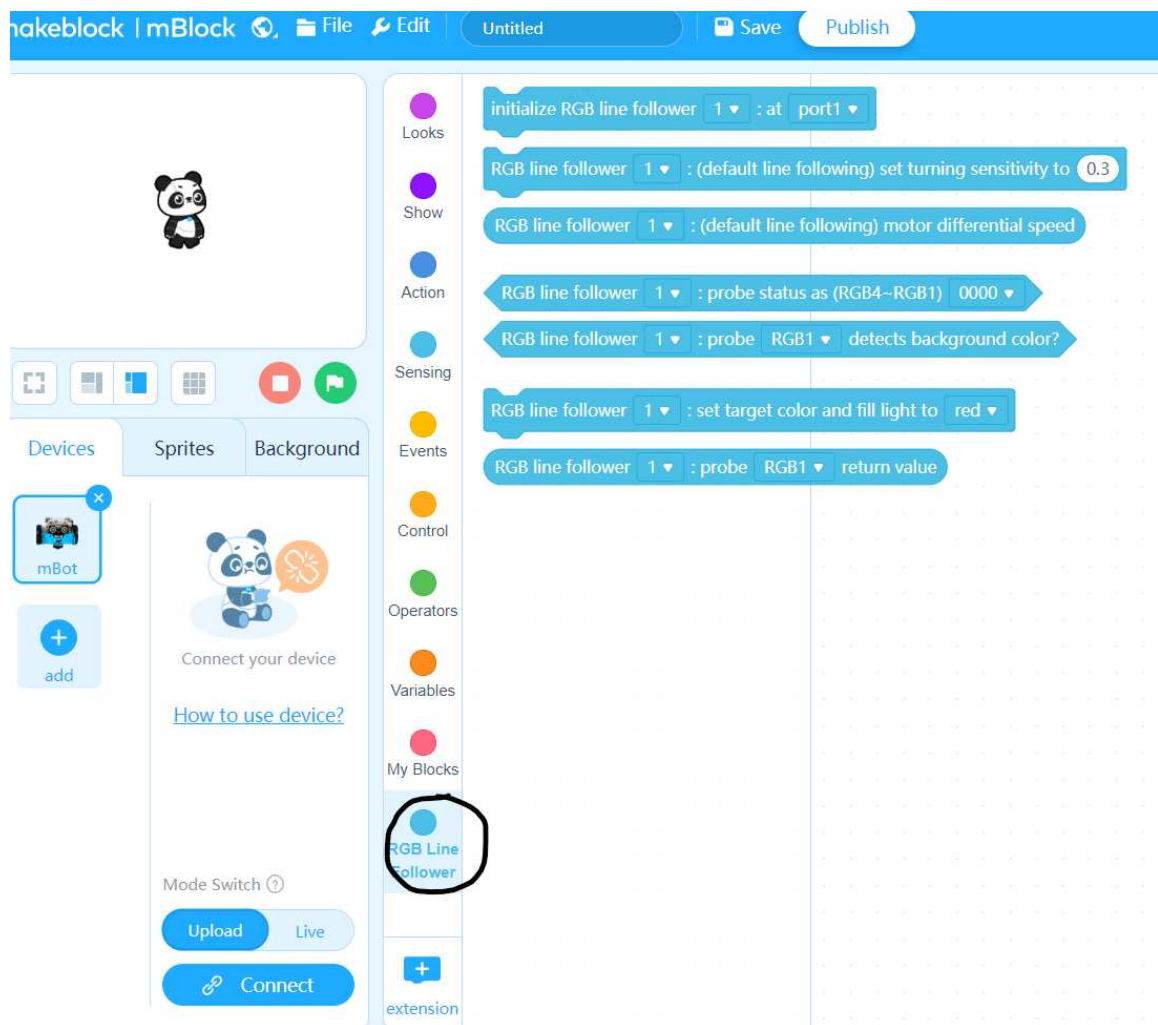 nakeblock | mBlock File Edit Untitled Save Publish
Looks
Show
Action
Sensing
Events
Control
Operators
Variables
My Blocks
RGB Line
Follower
extension
initialize RGB line follower 1 : at port1
RGB line follower 1 : (default line following) set turning sensitivity to 0.3
RGB line follower 1 : (default line following) motor differential speed
RGB line follower 1 : probe status as (RGB4~RGB1) 0000
RGB line follower 1 : probe RGB1 detects background color?
RGB line follower 1 : set target color and fill light to red
RGB line follower 1 : probe RGB1 return value
Devices Sprites Background
mBot
add
Connect your device
How to use device?
Mode Switch ?
Upload Live
Connect